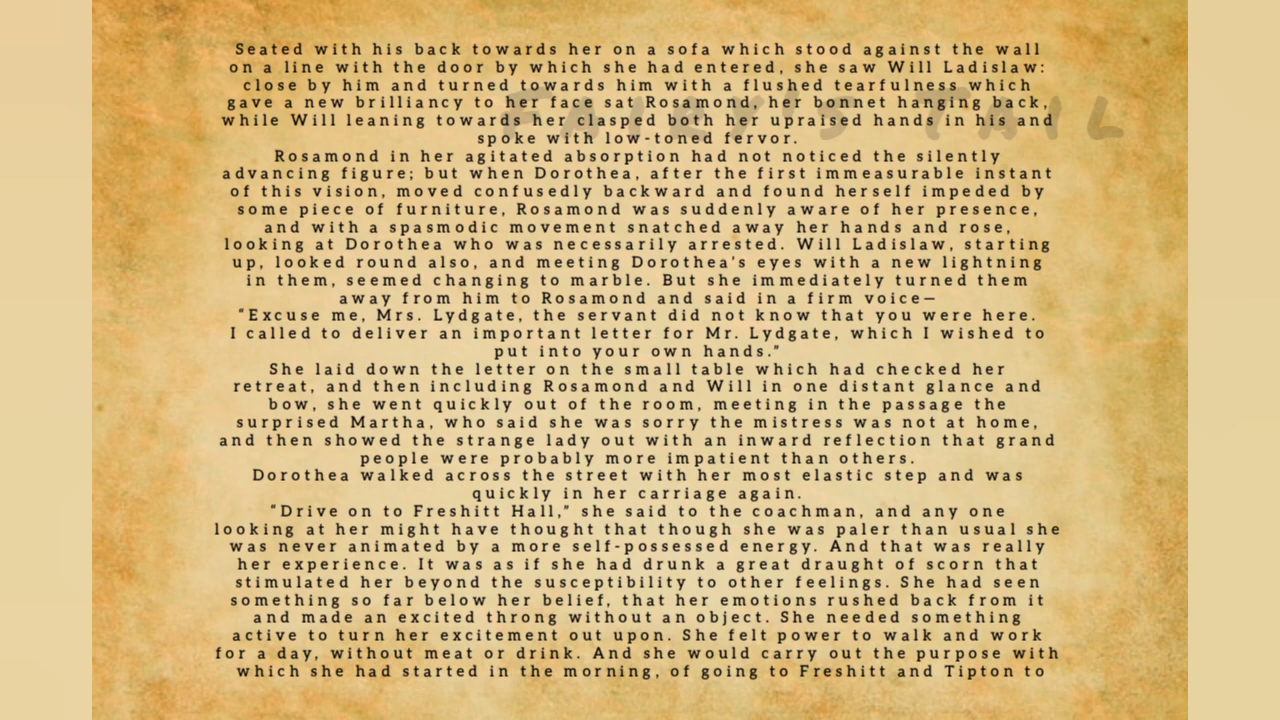 Seated with his back towards her on a sofa which stood against the wall
on a line with the door by which she had entered, she saw Will Ladislaw:
close by him and turned towards him with a flushed tearfulness which
gave a new brilliancy to her face sat Rosamond, her bonnet hanging back,
while Will leaning towards her clasped both her upraised hands in his and
spoke with low-toned fervor.
Rosamond in her agitated absorption had not noticed the silently
advancing figure; but when Dorothea, after the first immeasurable instant
of this vision, moved confusedly backward and found herself impeded by
some piece of furniture, Rosamond was suddenly aware of her presence,
and with a spasmodic movement snatched away her hands and rose,
looking at Dorothea who was necessarily arrested. Will Ladislaw, starting
up, looked round also, and meeting Dorothea's eyes with a new lightning
in them, seemed changing to marble. But she immediately turned them
away from him to Rosamond and said in a firm voice—
“Excuse me, Mrs. Lydgate, the servant did not know that you were here.
I called to deliver an important letter for Mr. Lydgate, which I wished to
put into your own hands.”
She laid down the letter on the small table which had checked her
retreat, and then including Rosamond and Will in one distant glance and
bow, she went quickly out of the room, meeting in the passage the
surprised Martha, who said she was sorry the mistress was not at home,
and then showed the strange lady out with an inward reflection that grand
people were probably more impatient than others.
Dorothea walked across the street with her most elastic step and was
quickly in her carriage again.
“Drive on to Freshitt Hall,” she said to the coachman, and any one
looking at her might have thought that though she was paler than usual she
was never animated by a more self-possessed energy. And that was really
her experience. It was as if she had drunk a great draught of scorn that
stimulated her beyond the susceptibility to other feelings. She had seen
something so far below her belief, that her emotions rushed back from it
and made an excited throng without an object. She needed something
active to turn her excitement out upon. She felt power to walk and work
for a day, without meat or drink. And she would carry out the purpose with
which she had started in the morning, of going to Freshitt and Tipton to